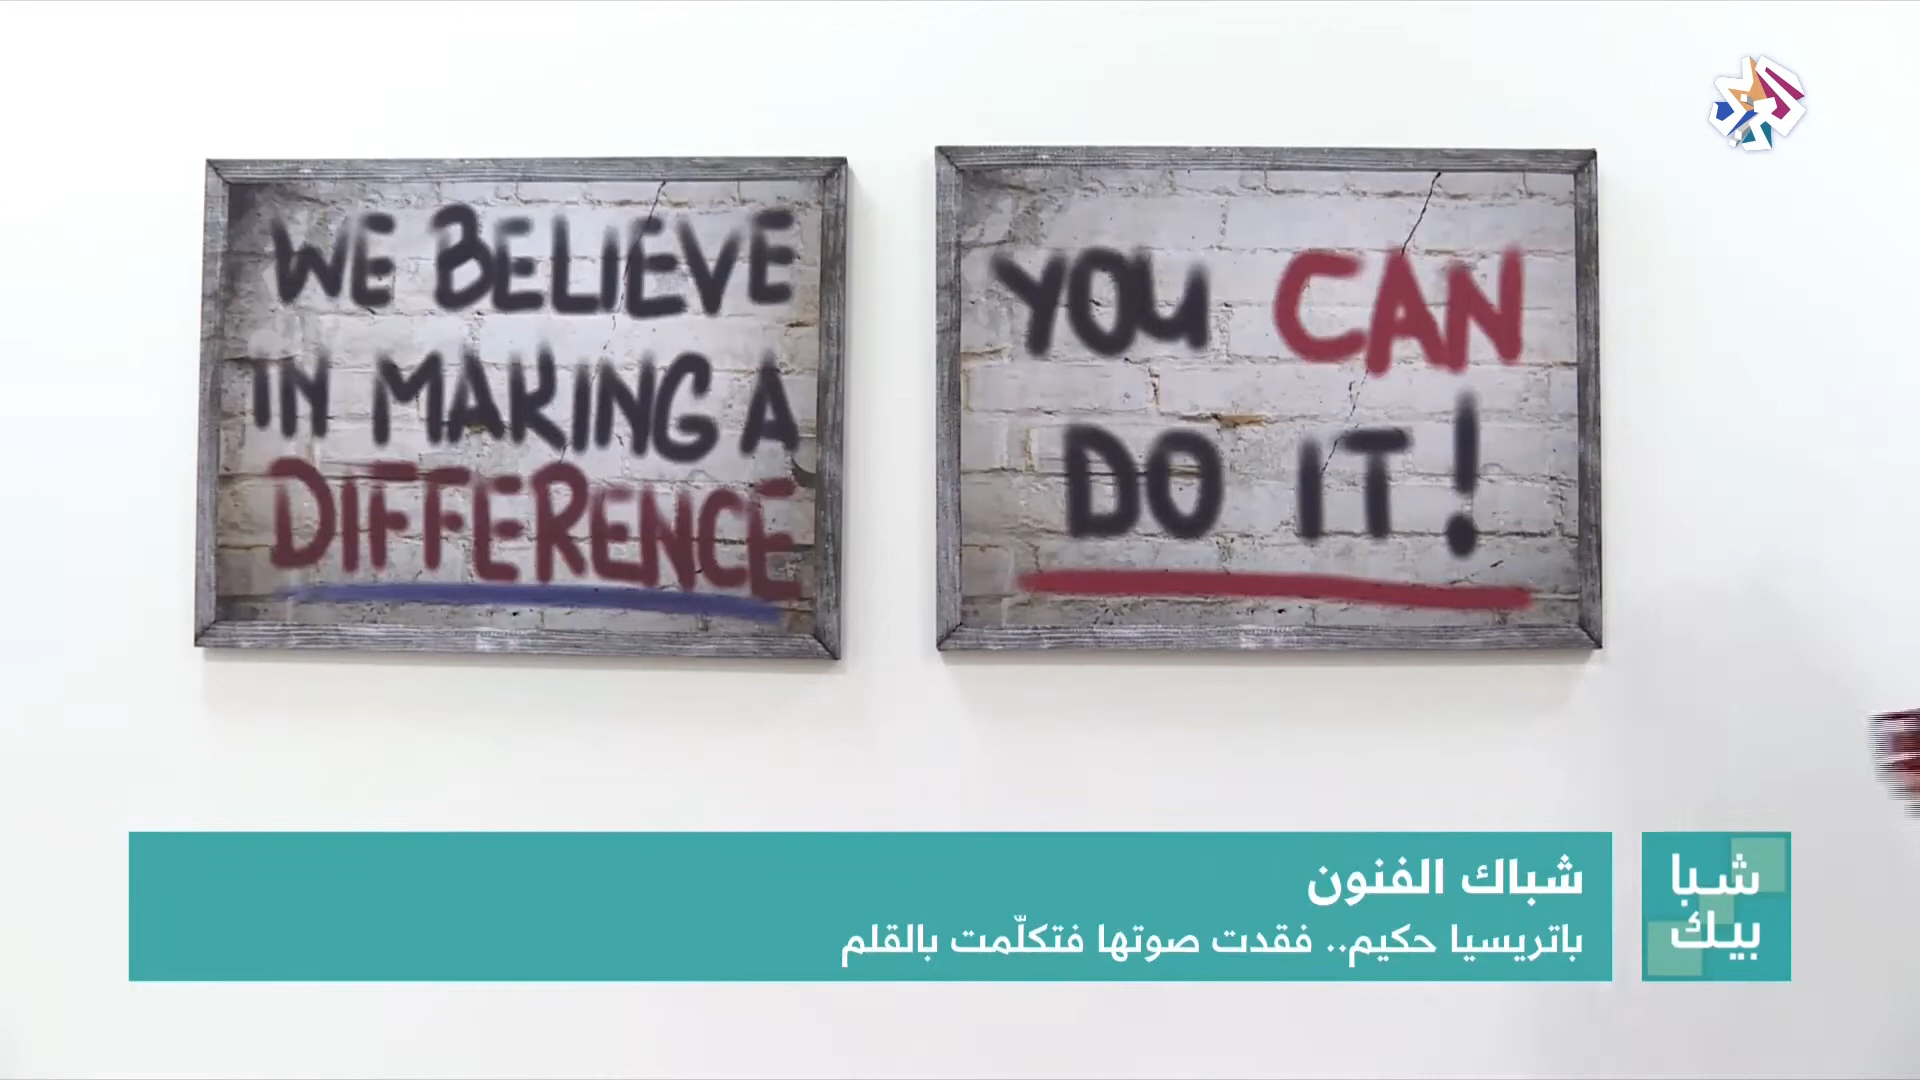 WE BELIEVE
IN MAKING A
DIFFERENCE
YOU CAN
DO IT!
شباك الفنون
باتريسيا حكيم.. فقدت صوتها فتكلّمت بالقلم
شبا
بيك